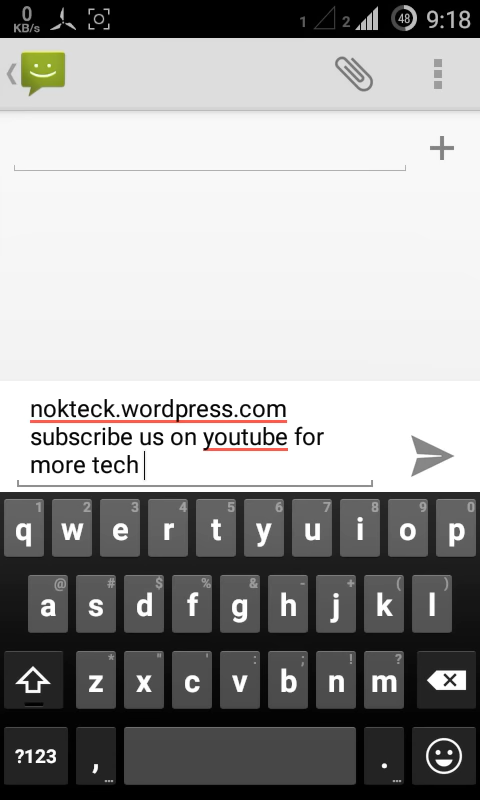 0 KB/s 1 2 48 9:18
nokteck.wordpress.com
subscribe us on youtube for
more tech
1 2 3 4 5 6 7 8 9 0
q w e r t y u i o p
@ # $ % & - + ( )
a s d f g h j k l
* " ' : ; ! ?
z x c v b n m
?123 , ... . ...